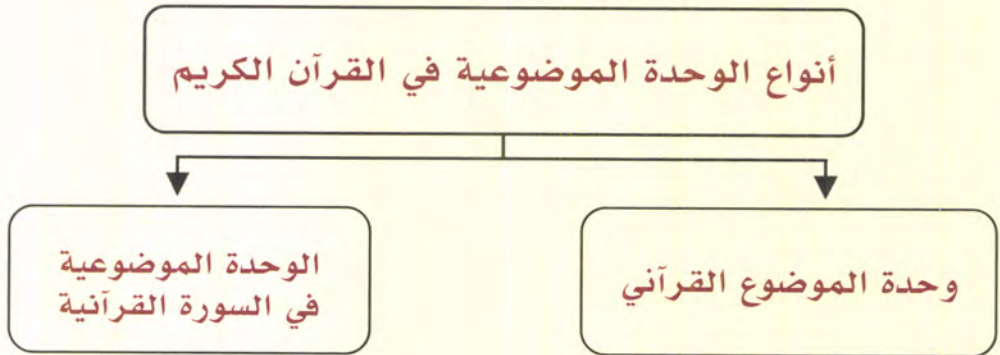 أنواع الوحدة الموضوعية في القرآن الكريم
وحدة الموضوع القرآني
الوحدة الموضوعية
في السورة القرآنية